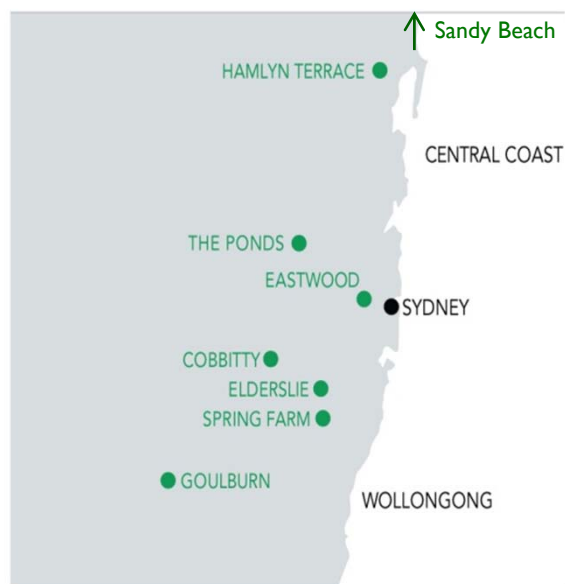 Sandy Beach
HAMLYN TERRACE
CENTRAL COAST
THE PONDS
EASTWOOD
SYDNEY
COBBITTY
ELDERSLIE
SPRING FARM
GOULBURN
WOLLONGONG